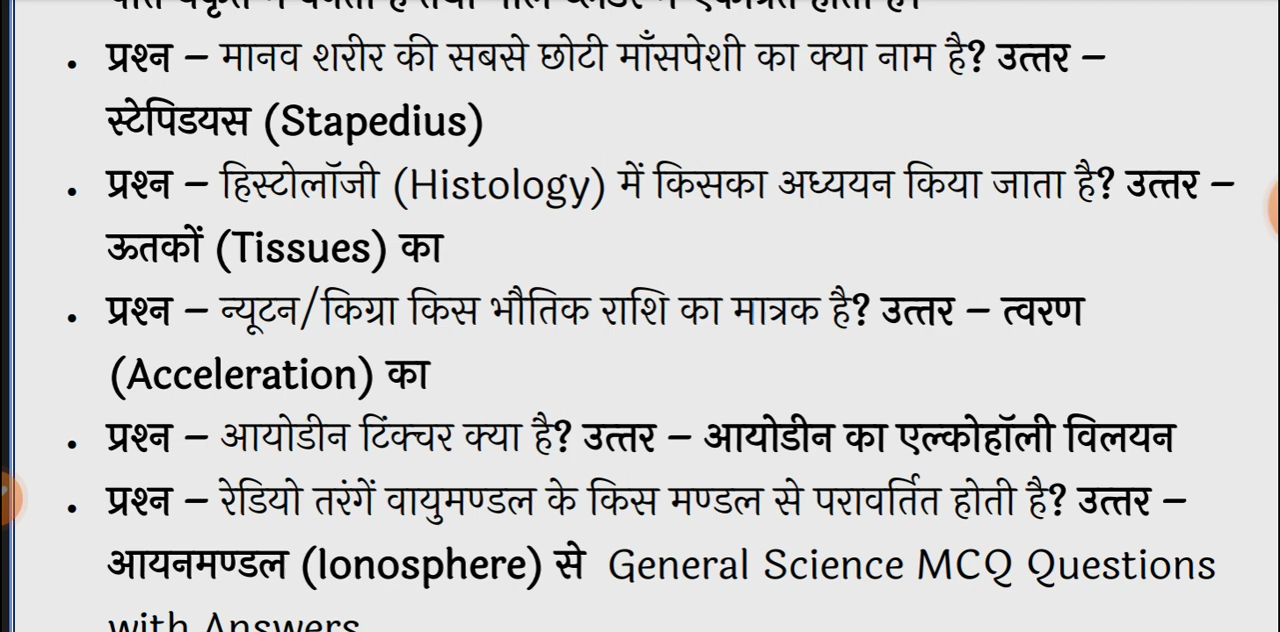 • प्रश्न – मानव शरीर की सबसे छोटी माँसपेशी का क्या नाम है? उत्तर –
स्टेपिडयस (Stapedius)
• प्रश्न – हिस्टोलॉजी (Histology) में किसका अध्ययन किया जाता है? उत्तर –
ऊतकों (Tissues) का
• प्रश्न – न्यूटन/किग्रा किस भौतिक राशि का मात्रक है? उत्तर – त्वरण
(Acceleration) का
• प्रश्न – आयोडीन टिंक्चर क्या है? उत्तर – आयोडीन का एल्कोहॉली विलयन
• प्रश्न – रेडियो तरंगें वायुमण्डल के किस मण्डल से परावर्तित होती है? उत्तर –
आयनमण्डल (Ionosphere) से General Science MCQ Questions
with Answers